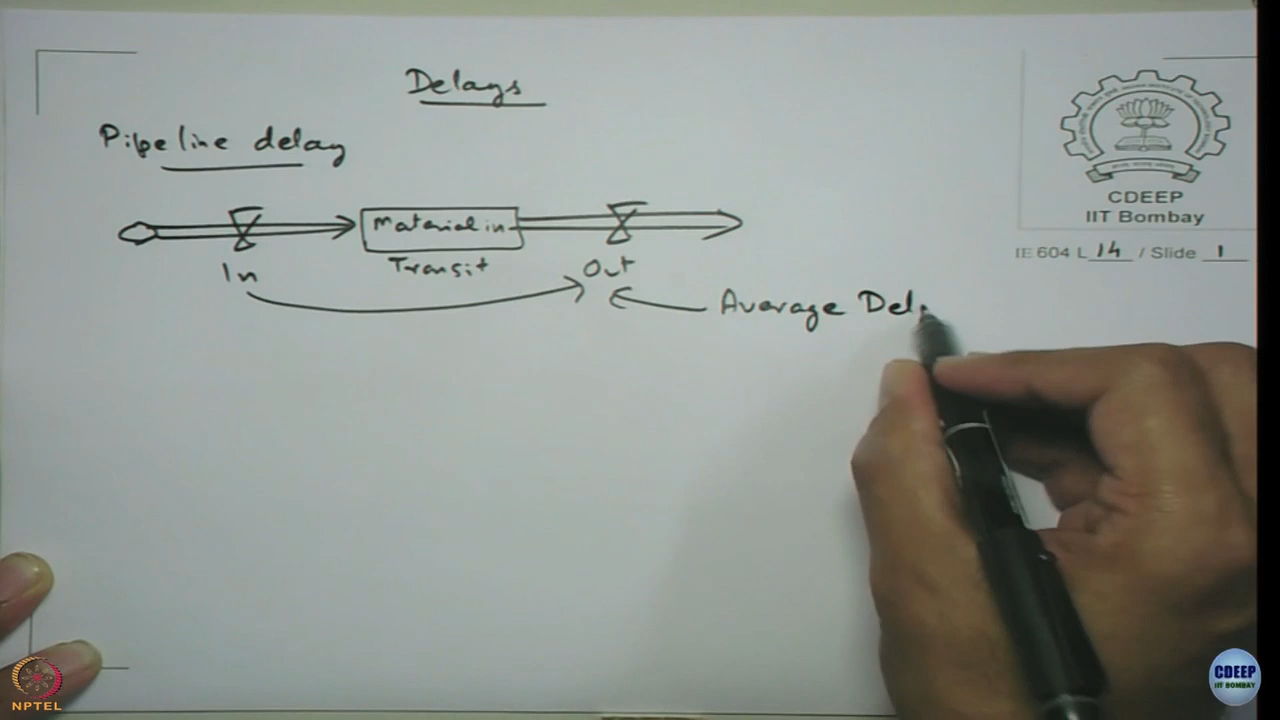 Delays
Pipeline delay
Material in
Transit
In
Out
Average Del
CDEEP
IIT Bombay
IE 604 L 14 / Slide 1
NPTEL
CDEEP
IIT BOMBAY